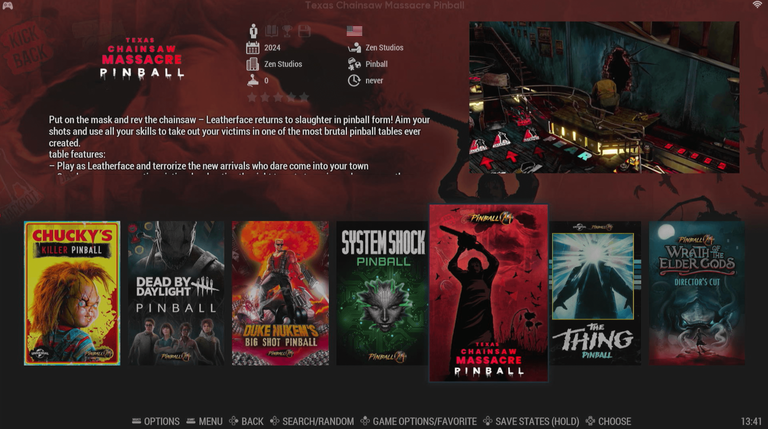 Texas Chainsaw Massacre Pinball
KICK
BACK
TEXAS
CHAINSAW
MASSACRE
PINBALL
2024
Zen Studios
Zen Studios
Pinball
0
never
Put on the mask and rev the chainsaw – Leatherface returns to slaughter in pinball form! Aim your
shots and use all your skills to take out your victims in one of the most brutal pinball tables ever
created.
table features:
– Play as Leatherface and terrorize the new arrivals who dare come into your town
CHUCKY'S
KILLER PINBALL
DEAD BY
DAYLIGHT
PINBALL
DUKE NUKEM'S
BIG SHOT PINBALL
SYSTEM SHOCK
PINBALL
PINBALL
TEXAS
CHAINSAW
MASSACRE
PINBALL
THE
THING
PINBALL
PINBALL
WRATH OF THE
ELDER GODS
DIRECTOR'S CUT
OPTIONS MENU BACK SEARCH/RANDOM GAME OPTIONS/FAVORITE SAVE STATES (HOLD) CHOOSE
13:41